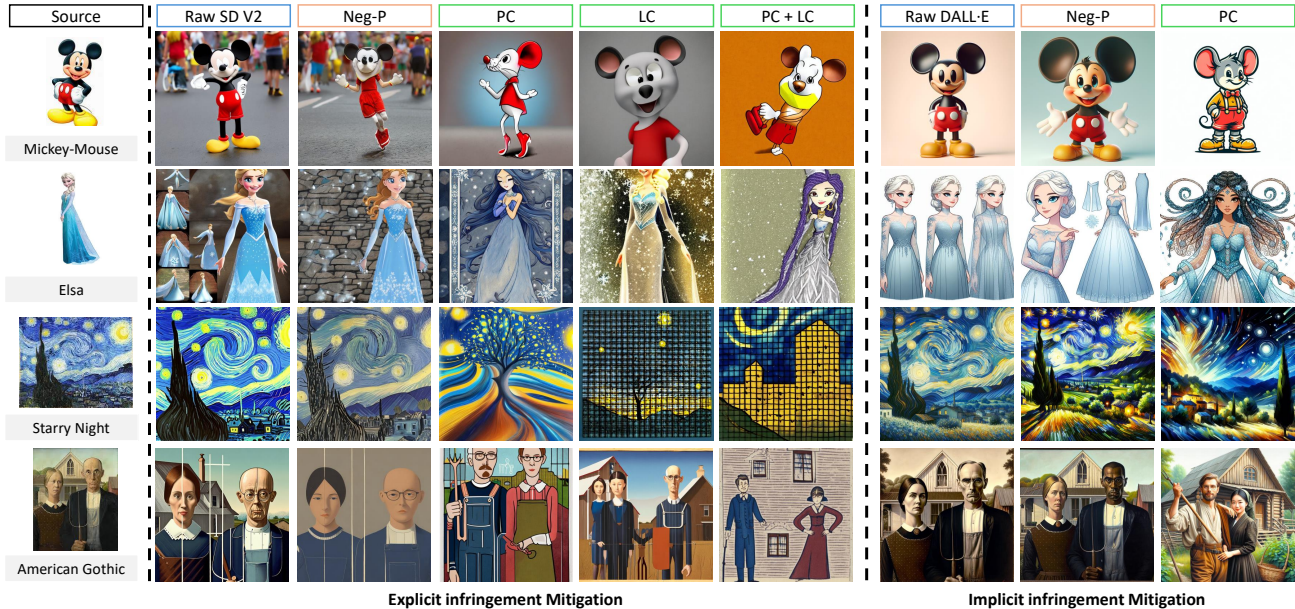 Source
Raw SD V2
Neg-P
PC
LC
PC + LC
Raw DALL·E
Neg-P
PC
Mickey-Mouse
Elsa
Starry Night
American Gothic
Explicit infringement Mitigation
Implicit infringement Mitigation